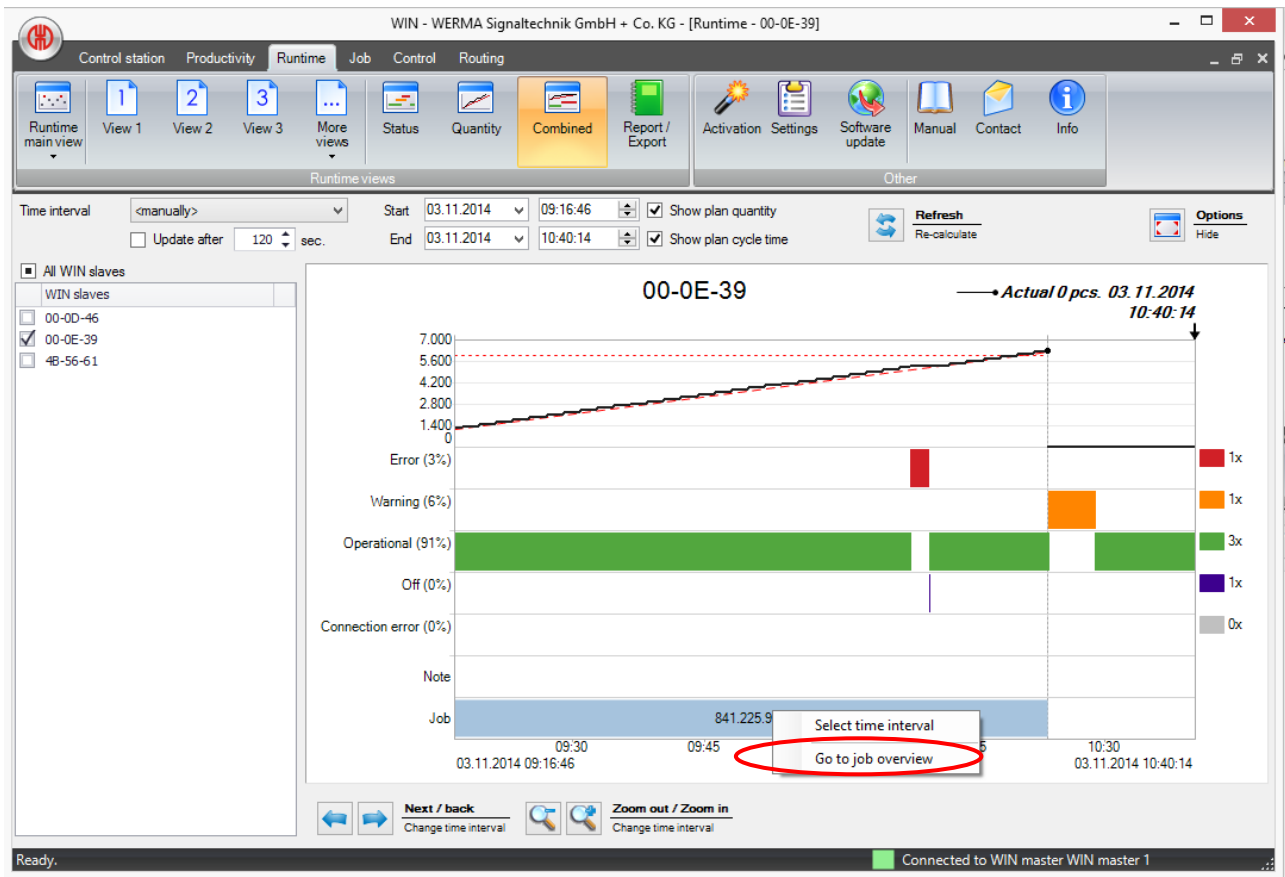 WIN - WERMA Signaltechnik GmbH + Co. KG - [Runtime - 00-0E-39]
Control station Productivity Runtime Job Control Routing
Runtime main view
View 1
View 2
View 3
More views
Status
Quantity
Combined
Report / Export
Activation
Settings
Software update
Manual
Contact
Info
1 2 3 ...
Runtime views
Other
Time interval <manually> Start 03.11.2014 09:16:46 Show plan quantity
Refresh
Re-calculate
Options
Hide
Update after 120 sec. End 03.11.2014 10:40:14 Show plan cycle time
All WIN slaves
WIN slaves
00-0D-46
00-0E-39
4B-56-61
00-0E-39
Actual 0 pcs. 03.11.2014
10:40:14
7.000
5.600
4.200
2.800
1.400
0
Error (3%) 1x
Warning (6%) 1x
Operational (91%) 3x
Off (0%) 1x
Connection error (0%) 0x
Note
Job 841.225.9
Select time interval
Go to job overview
09:30 09:45 5 10:30
03.11.2014 09:16:46 03.11.2014 10:40:14
Next / back
Change time interval
Zoom out / Zoom in
Change time interval
Ready. Connected to WIN master WIN master 1